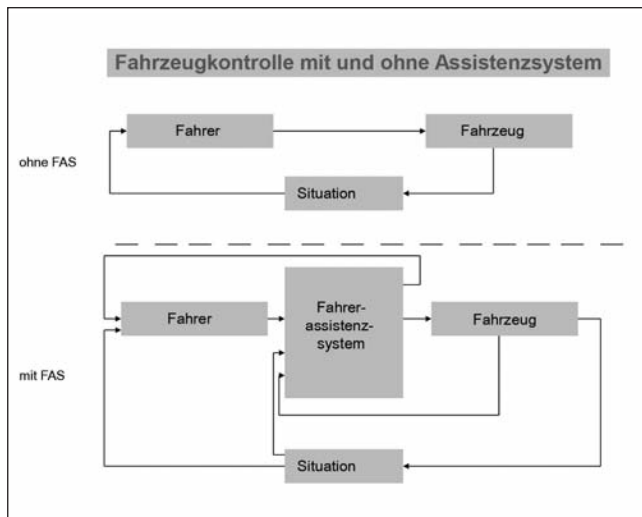 Fahrzeugkontrolle mit und ohne Assistenzsystem
Fahrer
Fahrzeug
ohne FAS
Situation
Fahrer-
assistenz-
system
Fahrer
Fahrzeug
mit FAS
Situation